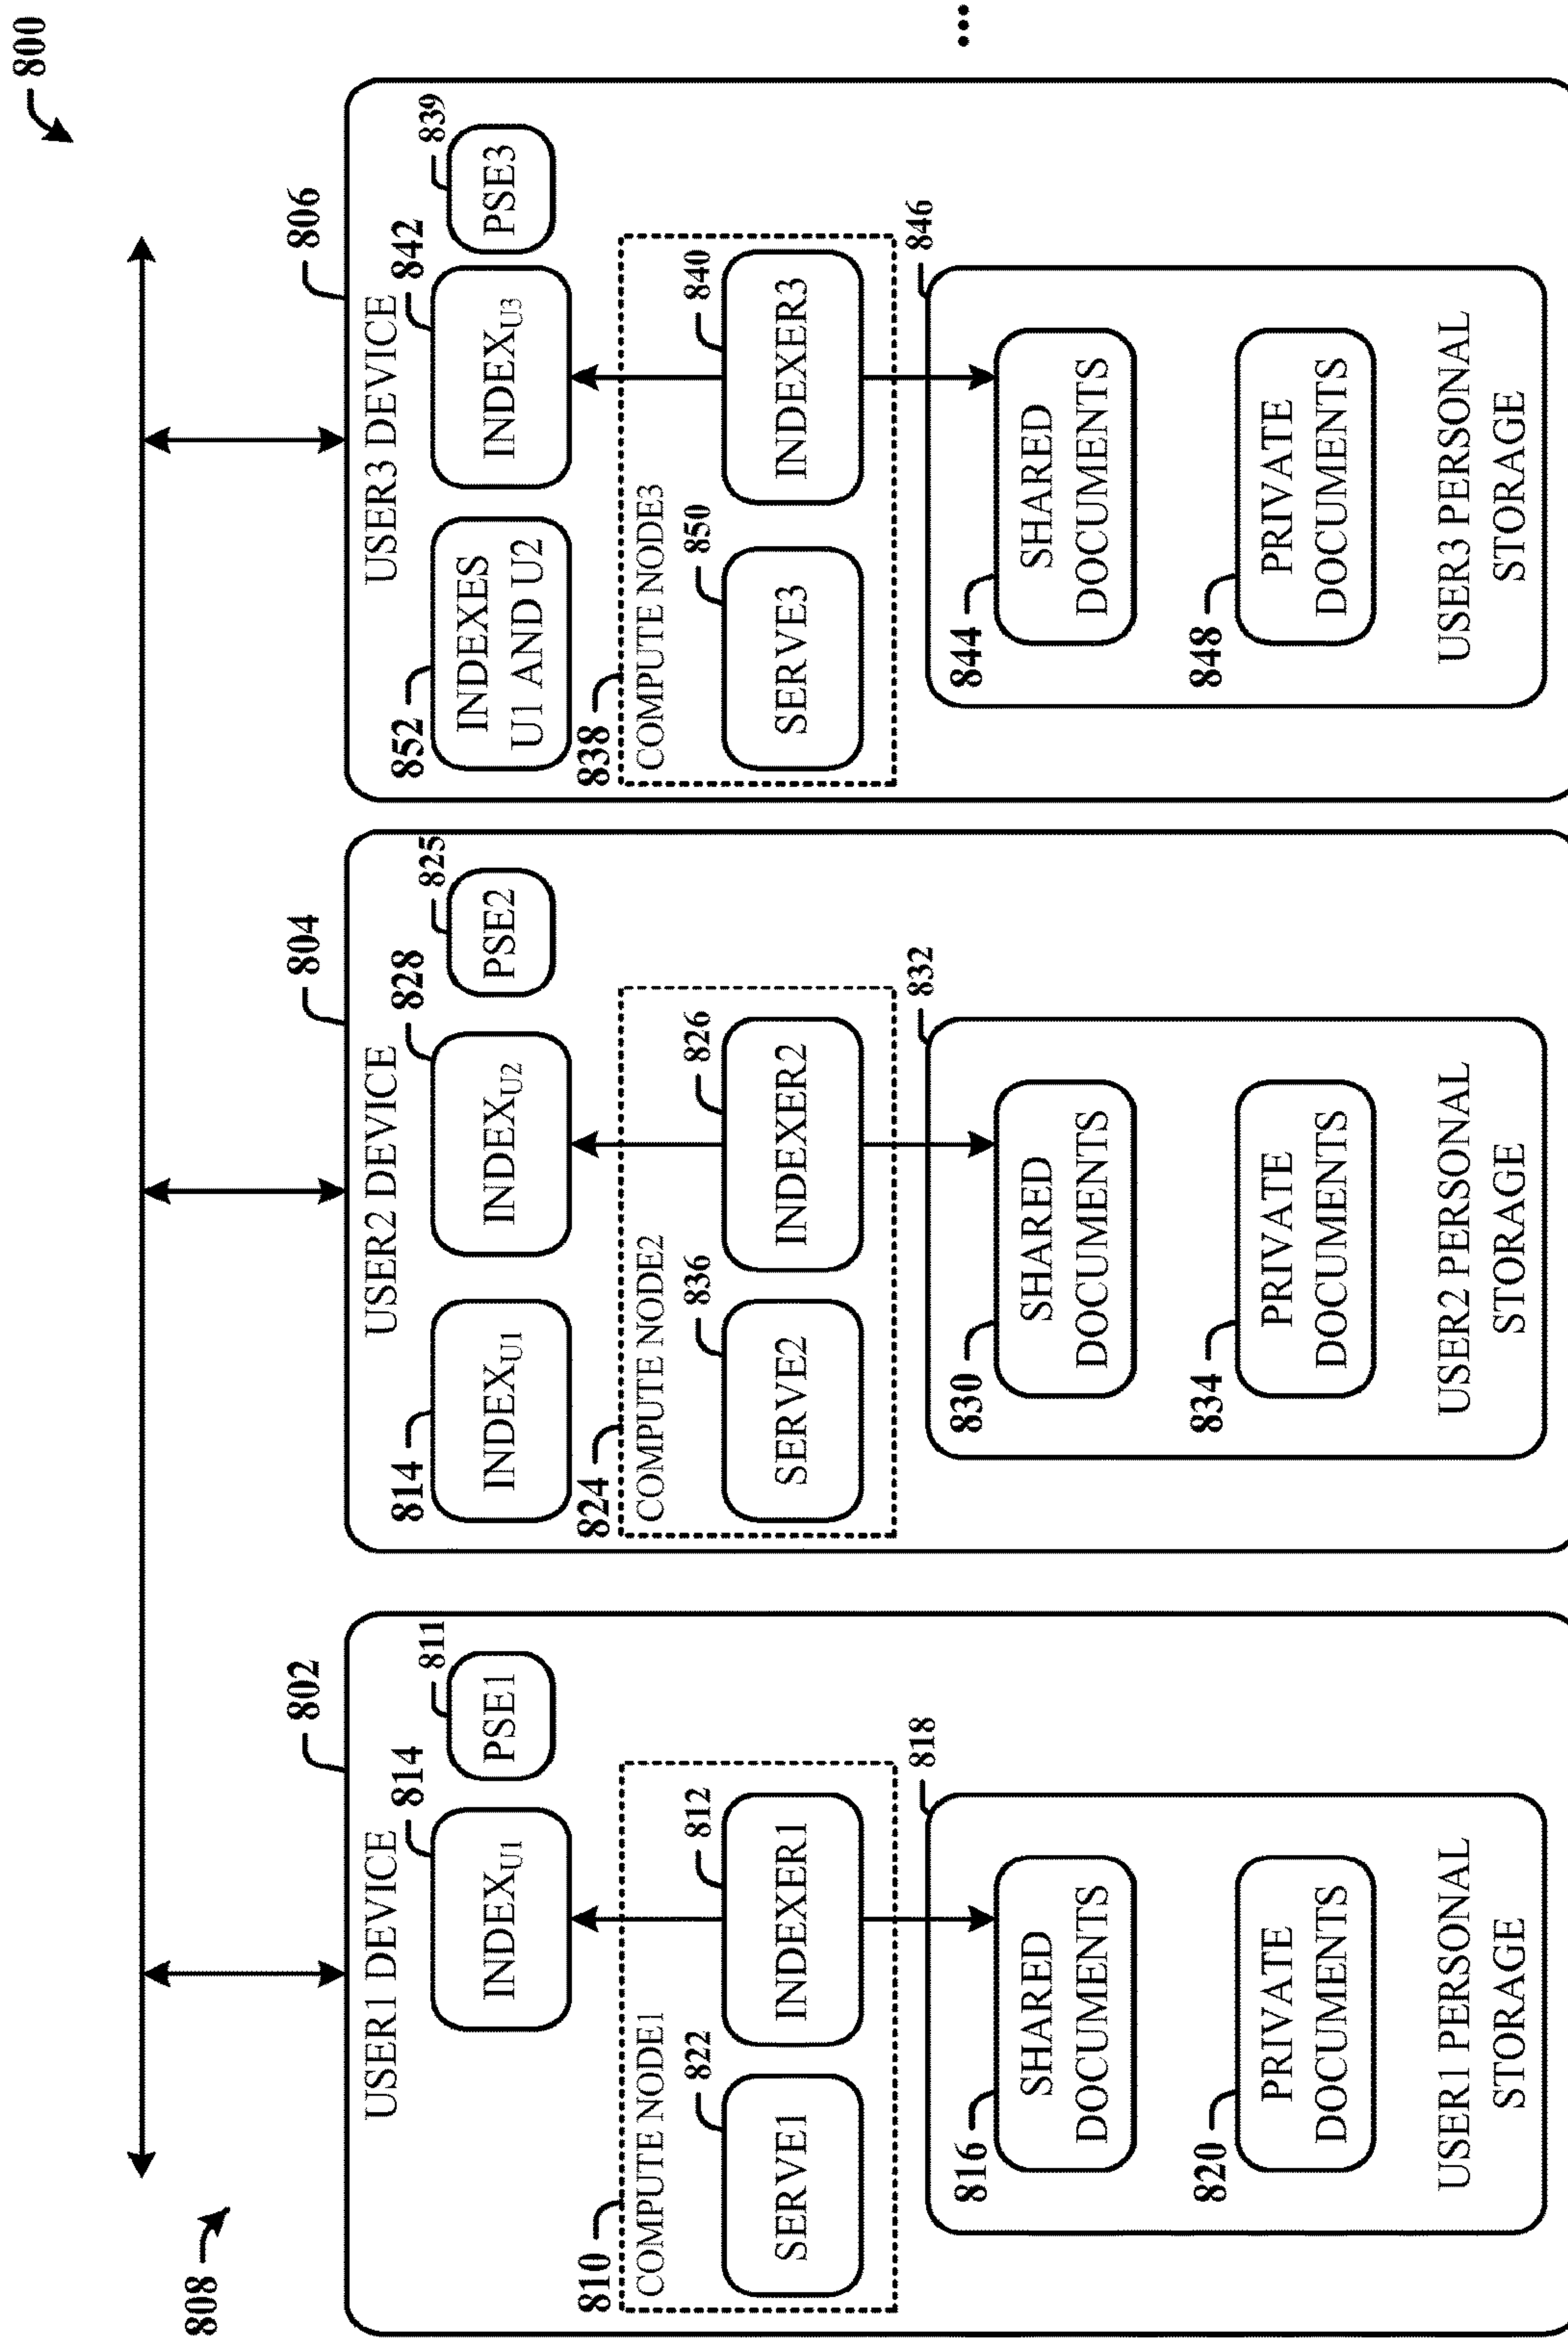 800
808
802
USER1 DEVICE
814
811
INDEXU1
PSE1
810
COMPUTE NODE1
822
812
SERVE1
INDEXER1
818
816
SHARED
DOCUMENTS
820
PRIVATE
DOCUMENTS
USER1 PERSONAL
STORAGE
804
USER2 DEVICE
814
828
825
INDEXU1
INDEXU2
PSE2
824
COMPUTE NODE2
836
826
SERVE2
INDEXER2
832
830
SHARED
DOCUMENTS
834
PRIVATE
DOCUMENTS
USER2 PERSONAL
STORAGE
806
USER3 DEVICE
852
842
839
INDEXES
U1 AND U2
INDEXU3
PSE3
838
COMPUTE NODE3
850
840
SERVE3
INDEXER3
846
844
SHARED
DOCUMENTS
848
PRIVATE
DOCUMENTS
USER3 PERSONAL
STORAGE
...